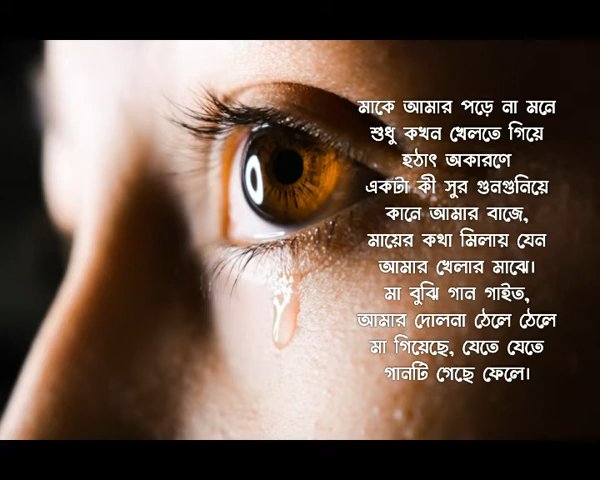 মাকে আমার পড়ে না মনে
শুধু কখন খেলতে গিয়ে
হঠাৎ অকারণে
একটা কী সুর গুনগুনিয়ে
কানে আমার বাজে,
মায়ের কথা মিলায় যেন
আমার খেলার মাঝে।
মা বুঝি গান গাইত,
আমার দোলনা ঠেলে ঠেলে
মা গিয়েছে, যেতে যেতে
গানটি গেছে ফেলে।